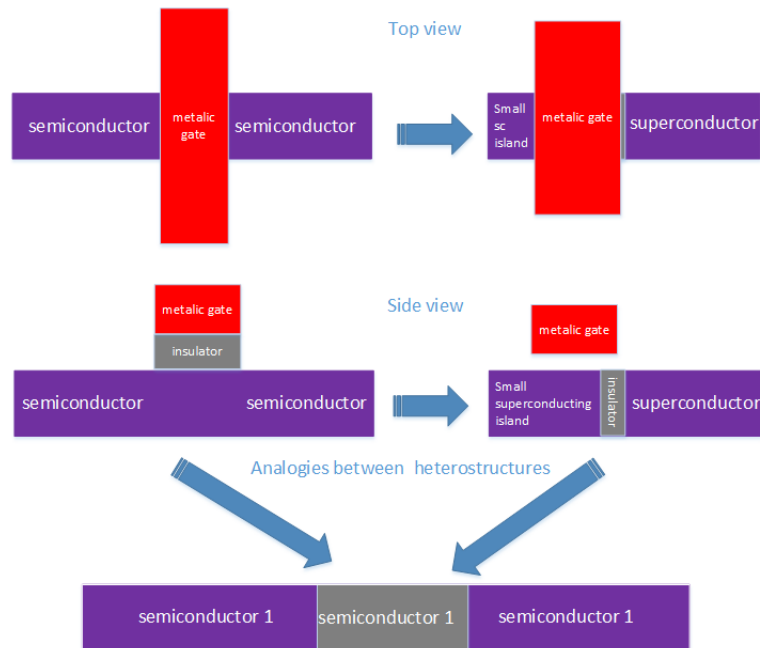 Top view
semiconductor
metalic
gate
semiconductor
Small
sc
island
metalic gate
superconductor
Side view
metalic gate
insulator
semiconductor
semiconductor
metalic gate
Small
superconducting
island
insulator
superconductor
Analogies between heterostructures
semiconductor 1
semiconductor 1
semiconductor 1